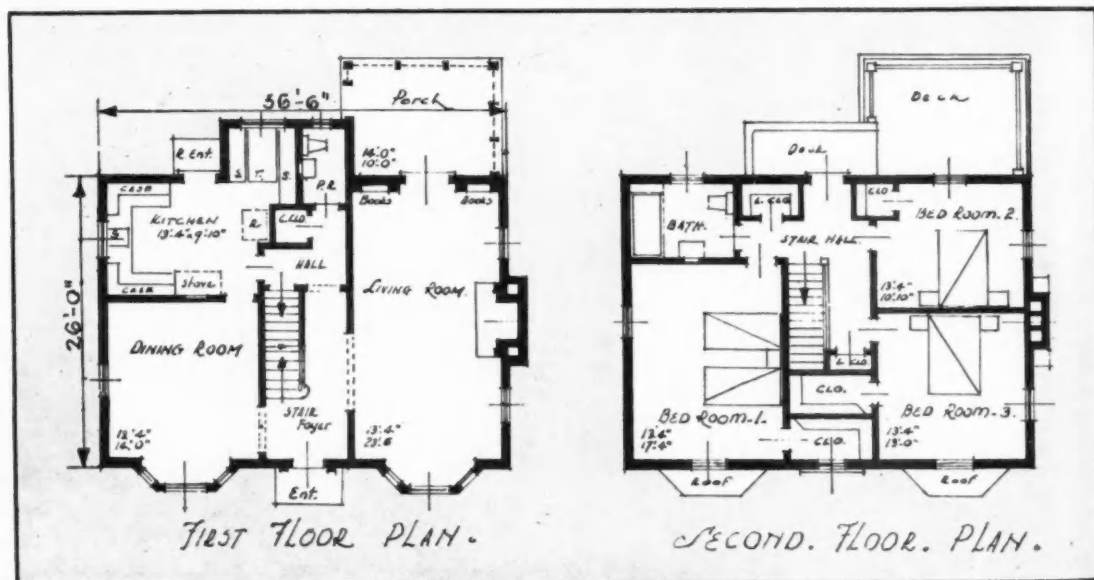 Porch
36'-6"
14'-0"
10'-0"
R Ent.
S. T. S.
P.R.
Books
Books
CASE
KITCHEN
13'-4" x 9'-10"
R
CLO
S
HALL
Stove
CASE
LIVING ROOM.
26'-0"
DINING ROOM
STAIR
Foyer
13'-4"
14'-0"
13'-4"
23'-6
Ent.
FIRST FLOOR PLAN.
DECK
DECK
CLO
L. CLO
BATH.
STAIR HALL.
BED ROOM-2.
13'-4"
10'-10"
L CLO
CLO.
BED ROOM-1.
13'-4"
17'-4"
CLO.
BED ROOM-3.
13'-4"
13'-0"
Roof
Roof
SECOND. FLOOR. PLAN.